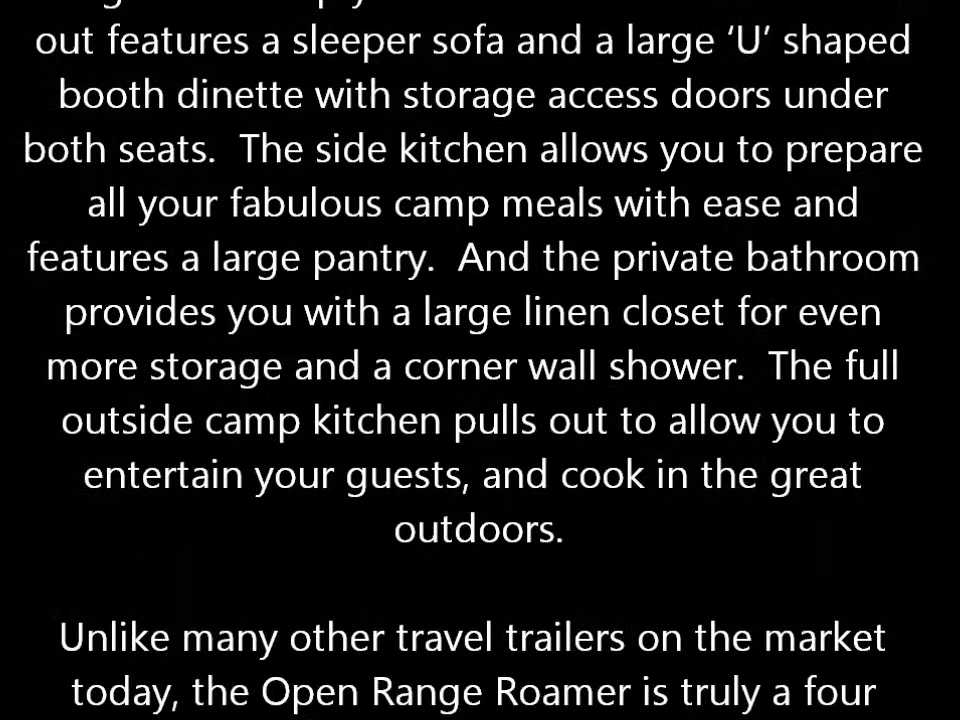 out features a sleeper sofa and a large ‘U’ shaped
booth dinette with storage access doors under
both seats.  The side kitchen allows you to prepare
all your fabulous camp meals with ease and
features a large pantry.  And the private bathroom
provides you with a large linen closet for even
more storage and a corner wall shower.  The full
outside camp kitchen pulls out to allow you to
entertain your guests, and cook in the great
outdoors.
Unlike many other travel trailers on the market
today, the Open Range Roamer is truly a four